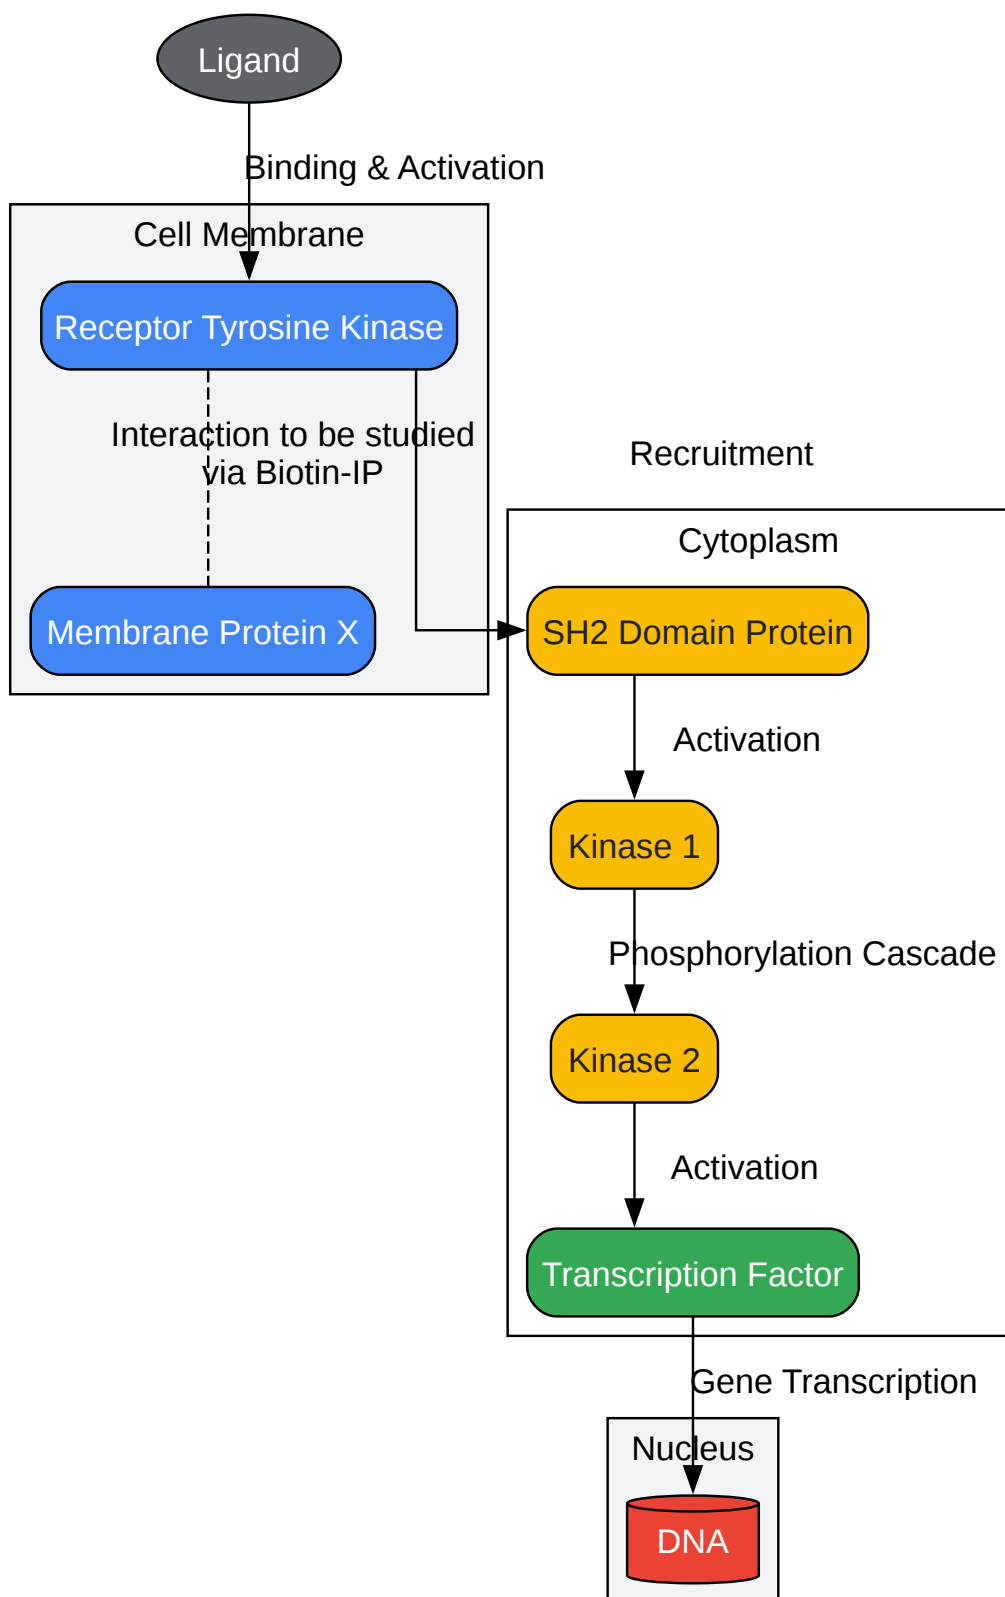 Ligand
Binding & Activation
Cell Membrane
Receptor Tyrosine Kinase
Interaction to be studied
via Biotin-IP
Recruitment
Cytoplasm
Membrane Protein X
SH2 Domain Protein
Activation
Kinase 1
Phosphorylation Cascade
Kinase 2
Activation
Transcription Factor
Gene Transcription
Nucleus
DNA